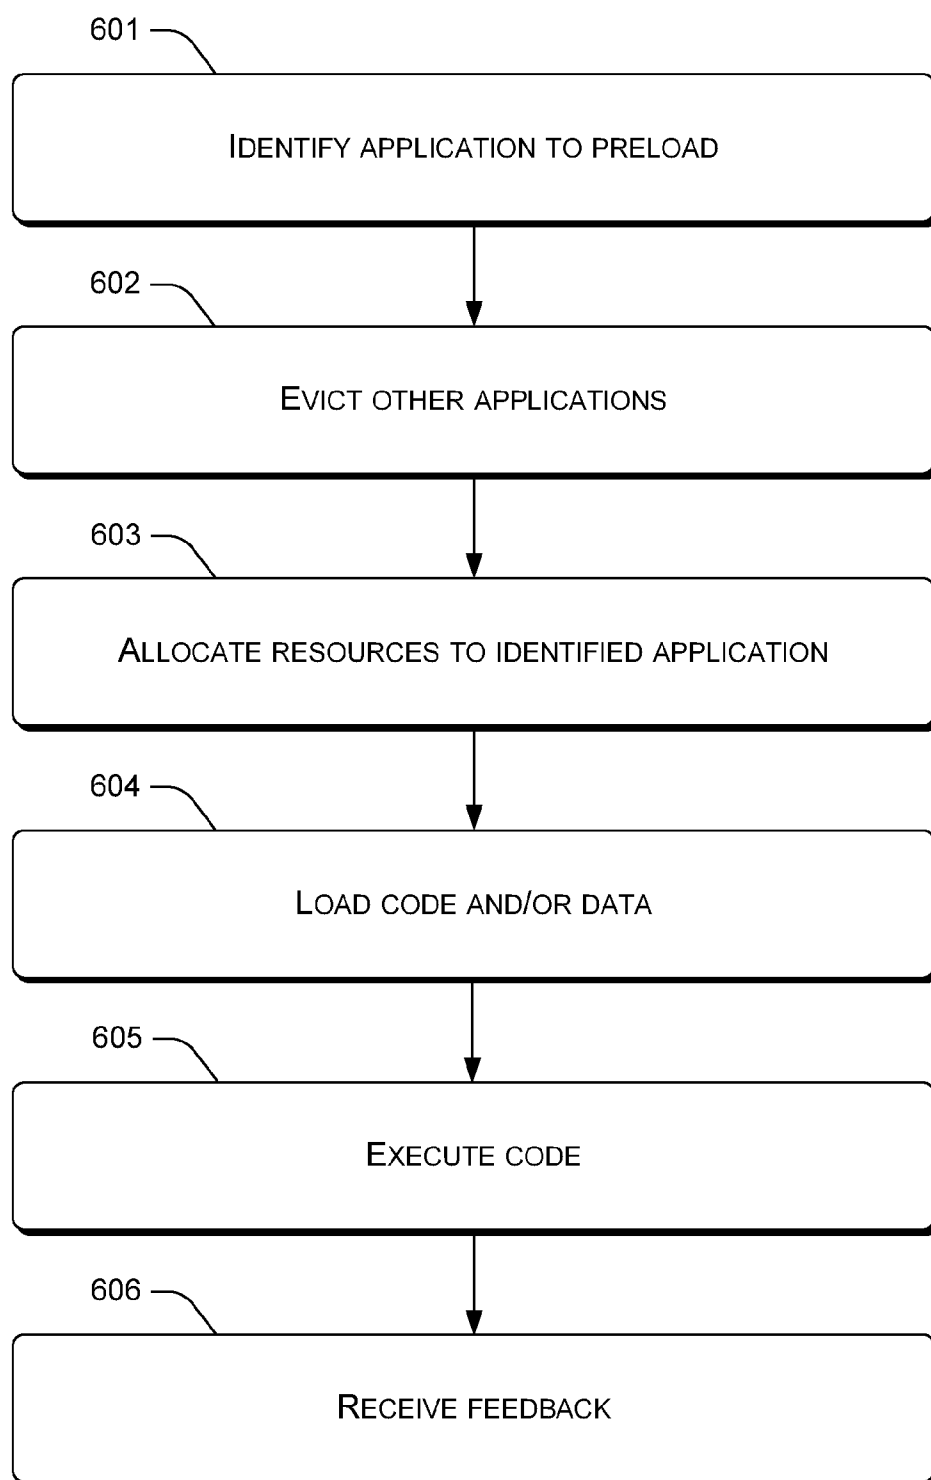 601
IDENTIFY APPLICATION TO PRELOAD
602
EVICT OTHER APPLICATIONS
603
ALLOCATE RESOURCES TO IDENTIFIED APPLICATION
604
LOAD CODE AND/OR DATA
605
EXECUTE CODE
606
RECEIVE FEEDBACK